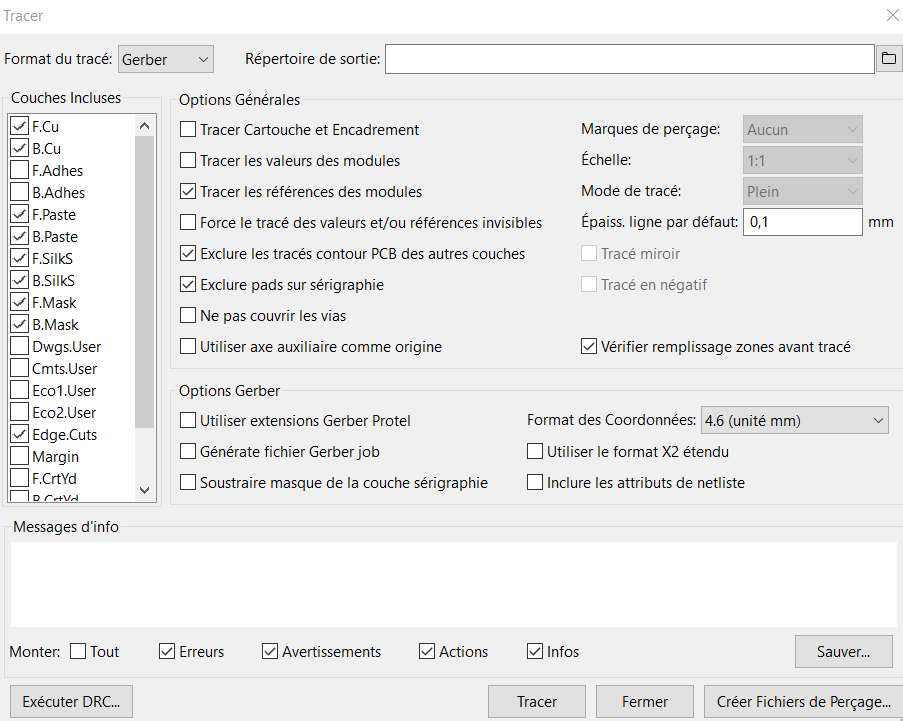 Tracer
Format du tracé: Gerber Répertoire de sortie:
Couches Incluses
F.Cu
B.Cu
F.Adhes
B.Adhes
F.Paste
B.Paste
F.SilkS
B.SilkS
F.Mask
B.Mask
Dwgs.User
Cmts.User
Eco1.User
Eco2.User
Edge.Cuts
Margin
F.CrtYd
B.CrtYd
Options Générales
Tracer Cartouche et Encadrement
Tracer les valeurs des modules
Tracer les références des modules
Force le tracé des valeurs et/ou références invisibles
Exclure les tracés contour PCB des autres couches
Exclure pads sur sérigraphie
Ne pas couvrir les vias
Utiliser axe auxiliaire comme origine
Marques de perçage: Aucun
Échelle: 1:1
Mode de tracé: Plein
Épaiss. ligne par défaut: 0,1 mm
Tracé miroir
Tracé en négatif
Vérifier remplissage zones avant tracé
Options Gerber
Utiliser extensions Gerber Protel
Générate fichier Gerber job
Soustraire masque de la couche sérigraphie
Format des Coordonnées: 4.6 (unité mm)
Utiliser le format X2 étendu
Inclure les attributs de netliste
Messages d'info
Monter: Tout Erreurs Avertissements Actions Infos Sauver...
Exécuter DRC... Tracer Fermer Créer Fichiers de Perçage...